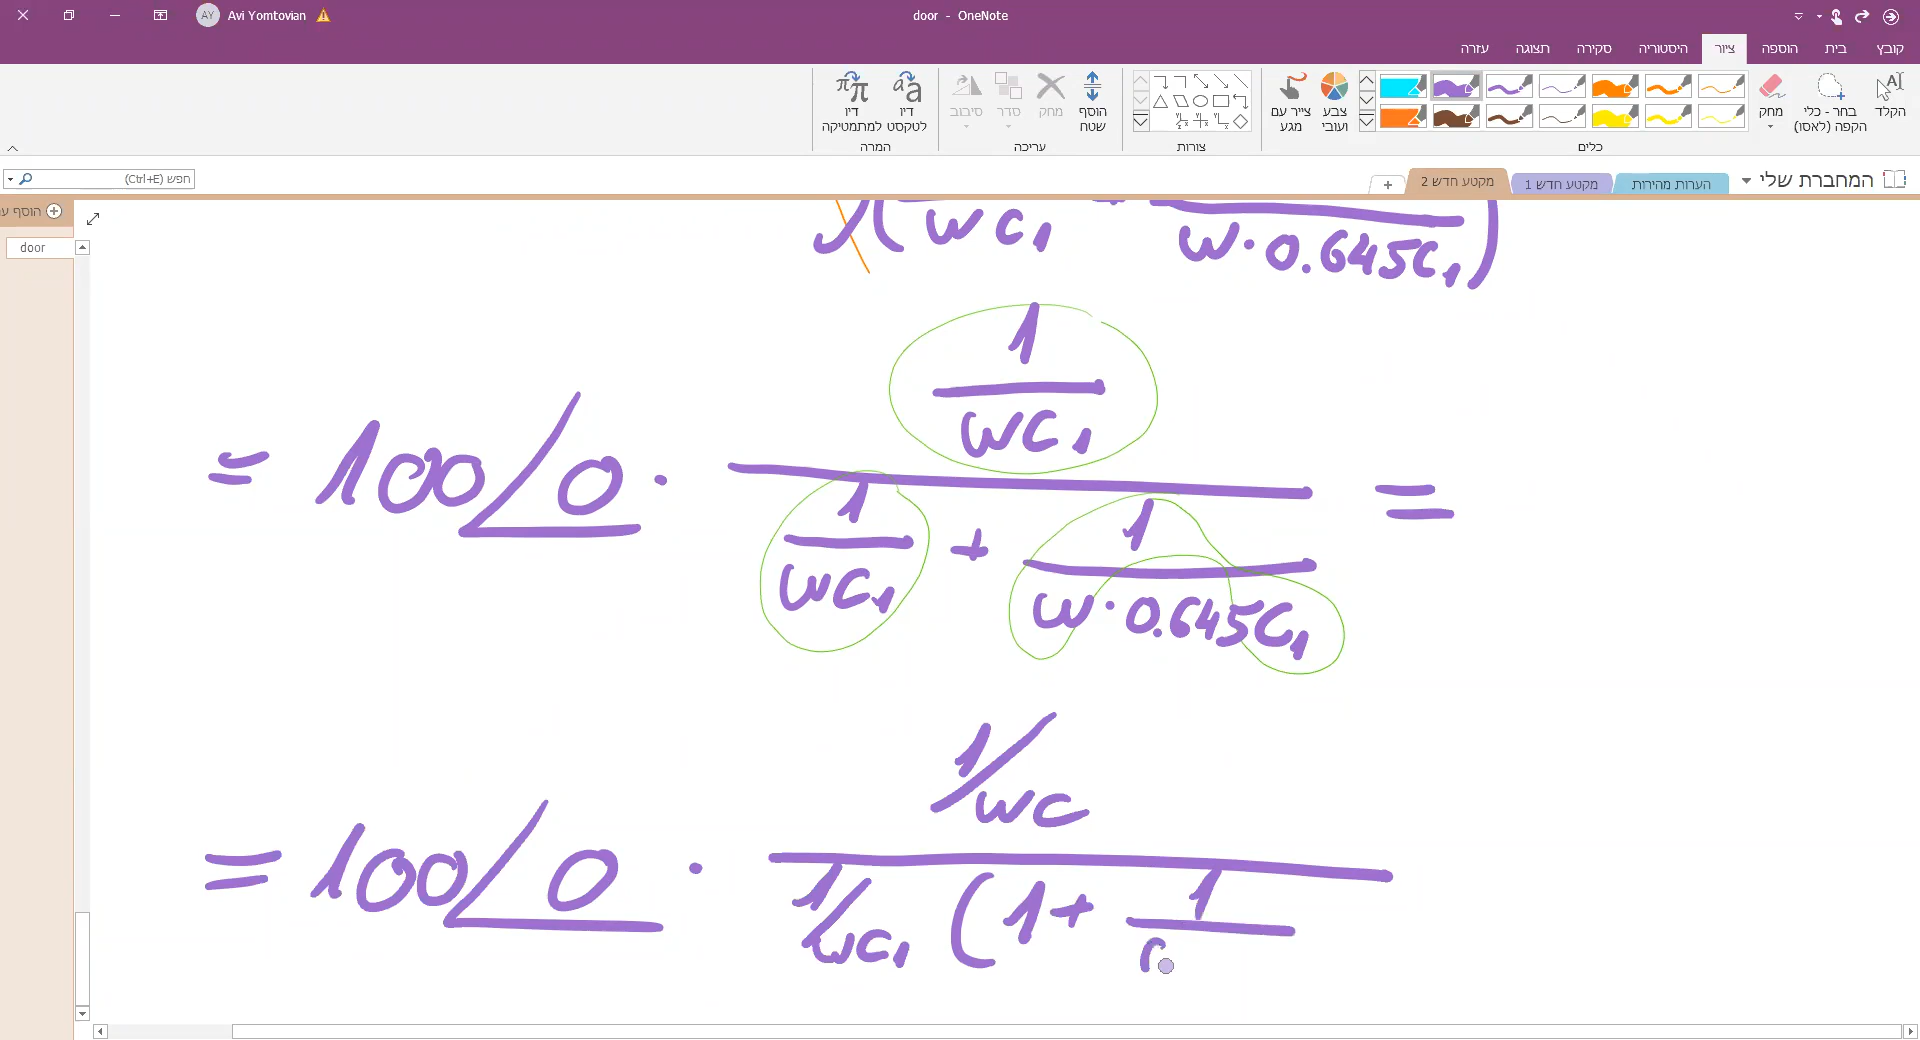 Avi Yomtovian
door - OneNote
קובץ בית הוספה ציור היסטוריה סקירה תצוגה עזרה
הקלד
בחר - כלי הקפה (לאסו)
מחק
כלים
צבע ועובי
צייר עם מגע
צורות
הוסף שטח
מחק
סדר
סיבוב
עריכה
דיו לטקסט
דיו למתמטיקה
המרה
המחברת שלי
הערות מהירות
מקטע חדש 1
מקטע חדש 2
+
חפש (Ctrl+E)
הוסף
door
J( wc₁ w·0.645c₁)
1
wc₁
= 100∠0 · =
1 + 1
wc₁ w·0.645c₁
1/wc
= 100∠0 ·
1/wc₁ (1 + 1